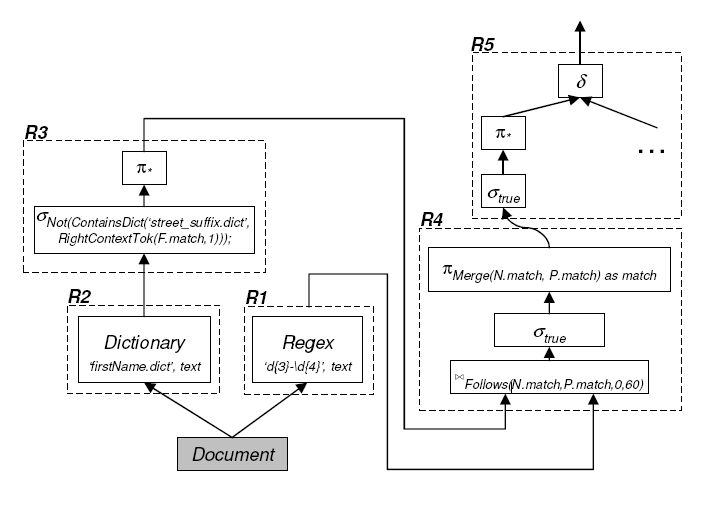 R5
δ
π*
. . .
σtrue
R3
π*
σNot(ContainsDict(‘street_suffix.dict’,
RightContextTok(F.match,1)));
R4
πMerge(N.match, P.match) as match
σtrue
⋈Follows(N.match,P.match,0,60)
R2
Dictionary
‘firstName.dict’, text
R1
Regex
‘d{3}-\d{4}’, text
Document